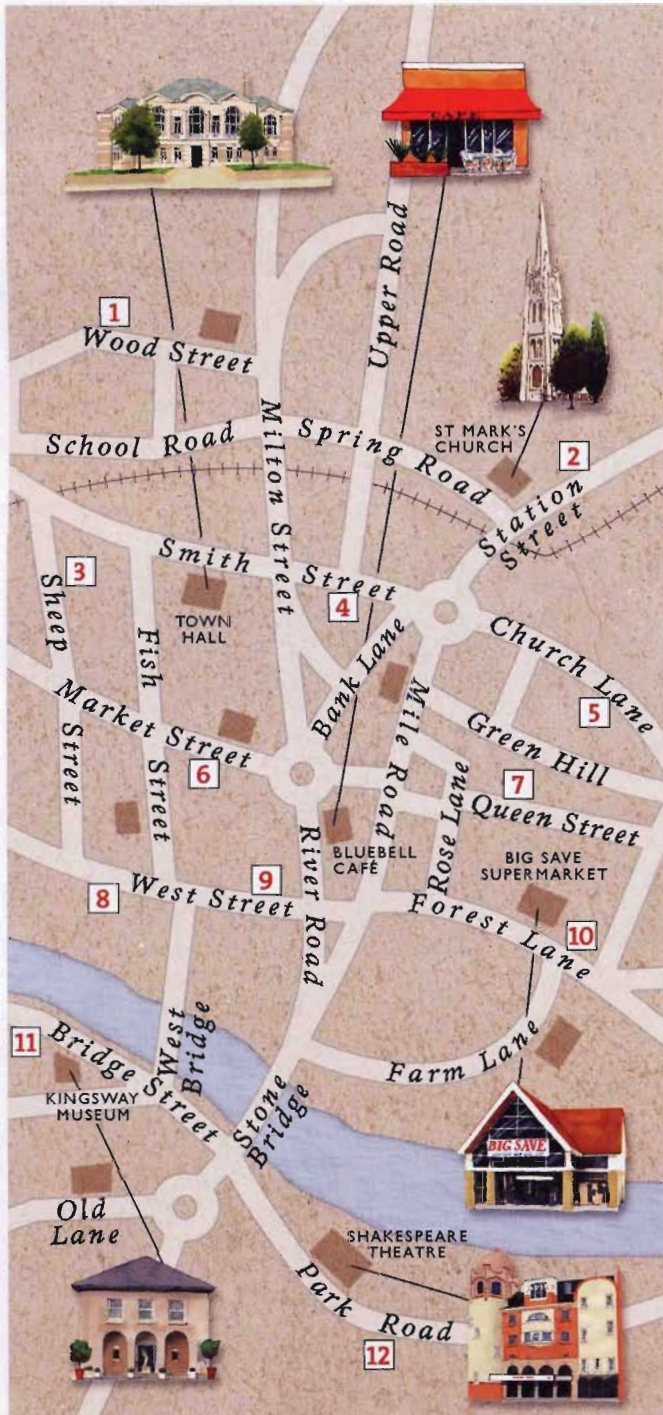 CAFE
1
Wood Street
Upper Road
School Road
Milton Street
Spring Road
ST MARK'S
CHURCH
2
Station
Street
3
Sheep
Street
Smith Street
4
TOWN
HALL
Fish
Street
Bank Lane
Church Lane
5
Market Street
6
Mile Road
Green Hill
7
Queen Street
River Road
BLUEBELL
CAFÉ
Rose Lane
BIG SAVE
SUPERMARKET
8
West Street
9
Forest Lane
10
11
Bridge Street
West
Bridge
KINGSWAY
MUSEUM
Farm Lane
Stone
Bridge
BIG SAVE
Old
Lane
SHAKESPEARE
THEATRE
Park Road
12